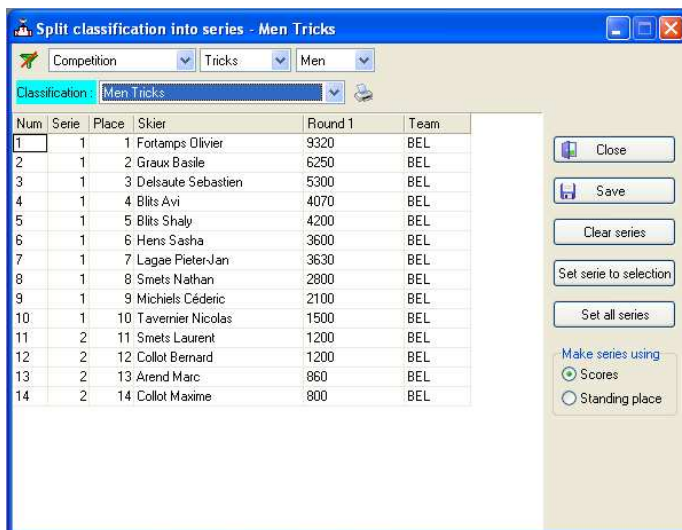 Split classification into series - Men Tricks
Competition Tricks Men
Classification : Men Tricks
Num Serie Place Skier Round 1 Team
1 1 1 Fortamps Olivier 9320 BEL
2 1 2 Graux Basile 6250 BEL
3 1 3 Delsaute Sebastien 5300 BEL
4 1 4 Blits Avi 4070 BEL
5 1 5 Blits Shaly 4200 BEL
6 1 6 Hens Sasha 3600 BEL
7 1 7 Lagae Pieter-Jan 3630 BEL
8 1 8 Smets Nathan 2800 BEL
9 1 9 Michiels Céderic 2100 BEL
10 1 10 Tavernier Nicolas 1500 BEL
11 2 11 Smets Laurent 1200 BEL
12 2 12 Collot Bernard 1200 BEL
13 2 13 Arend Marc 860 BEL
14 2 14 Collot Maxime 800 BEL
Close
Save
Clear series
Set serie to selection
Set all series
Make series using
Scores
Standing place